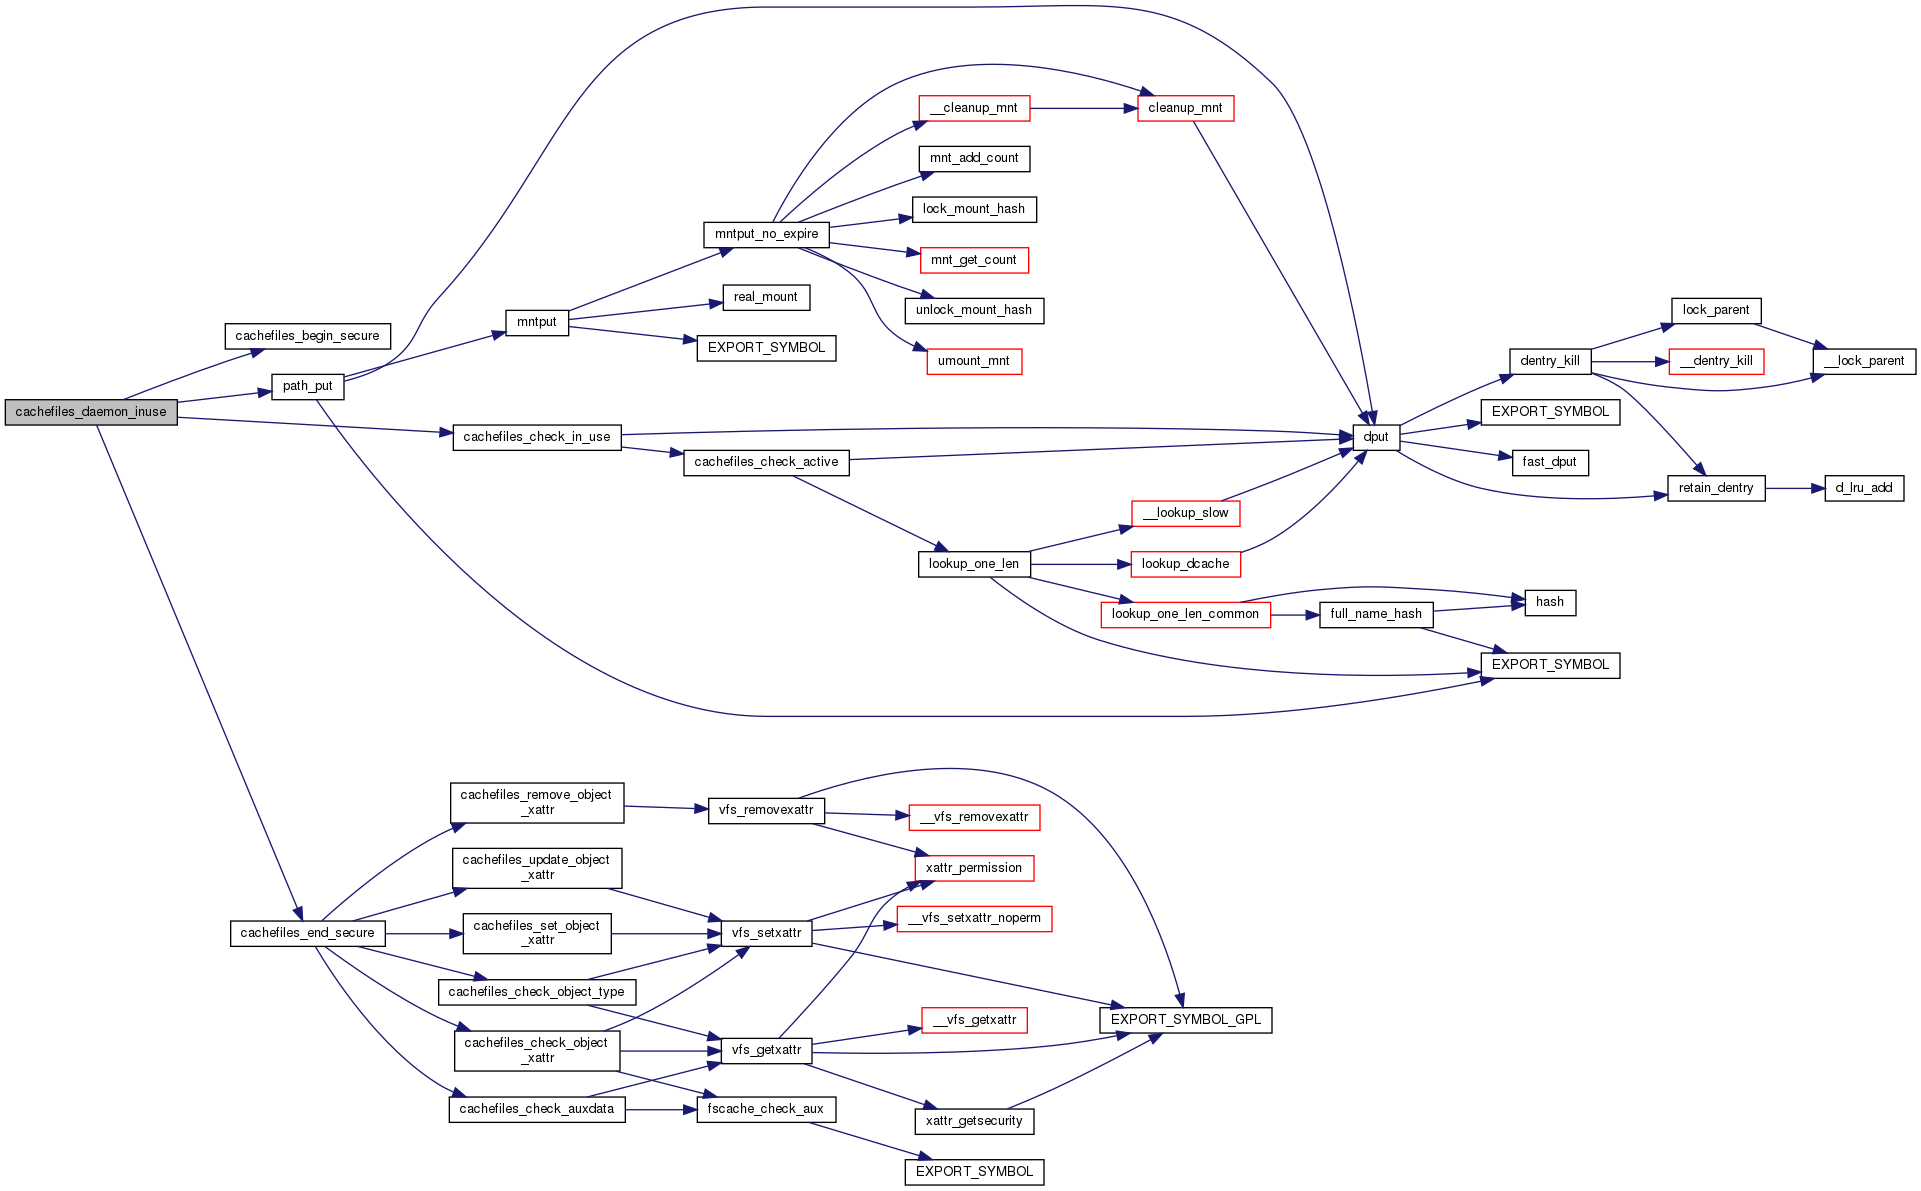 cachefiles_daemon_inuse
cachefiles_begin_secure
path_put
cachefiles_check_in_use
cachefiles_end_secure
mntput
cachefiles_check_active
mntput_no_expire
real_mount
EXPORT_SYMBOL
__cleanup_mnt
cleanup_mnt
mnt_add_count
lock_mount_hash
mnt_get_count
unlock_mount_hash
umount_mnt
dput
dentry_kill
EXPORT_SYMBOL
fast_dput
retain_dentry
lock_parent
__dentry_kill
__lock_parent
d_lru_add
lookup_one_len
__lookup_slow
lookup_dcache
lookup_one_len_common
full_name_hash
hash
EXPORT_SYMBOL
cachefiles_remove_object
_xattr
cachefiles_update_object
_xattr
cachefiles_set_object
_xattr
cachefiles_check_object_type
cachefiles_check_object
_xattr
cachefiles_check_auxdata
vfs_removexattr
vfs_setxattr
vfs_getxattr
fscache_check_aux
__vfs_removexattr
xattr_permission
__vfs_setxattr_noperm
__vfs_getxattr
xattr_getsecurity
EXPORT_SYMBOL
EXPORT_SYMBOL_GPL